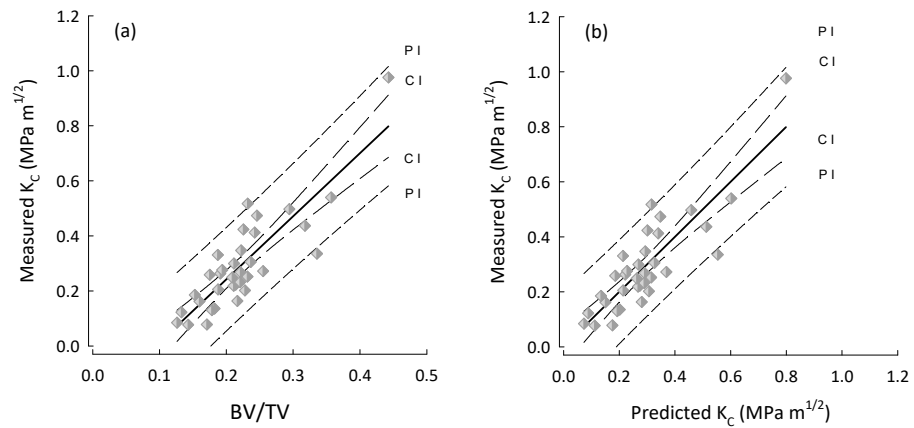 (a)
Measured K_C (MPa m^1/2)
1.2
1.0
0.8
0.6
0.4
0.2
0.0
P I
C I
C I
P I
0.0 0.1 0.2 0.3 0.4 0.5
BV/TV
(b)
Measured K_C (MPa m^1/2)
1.2
1.0
0.8
0.6
0.4
0.2
0.0
P I
C I
C I
P I
0.0 0.2 0.4 0.6 0.8 1.0 1.2
Predicted K_C (MPa m^1/2)